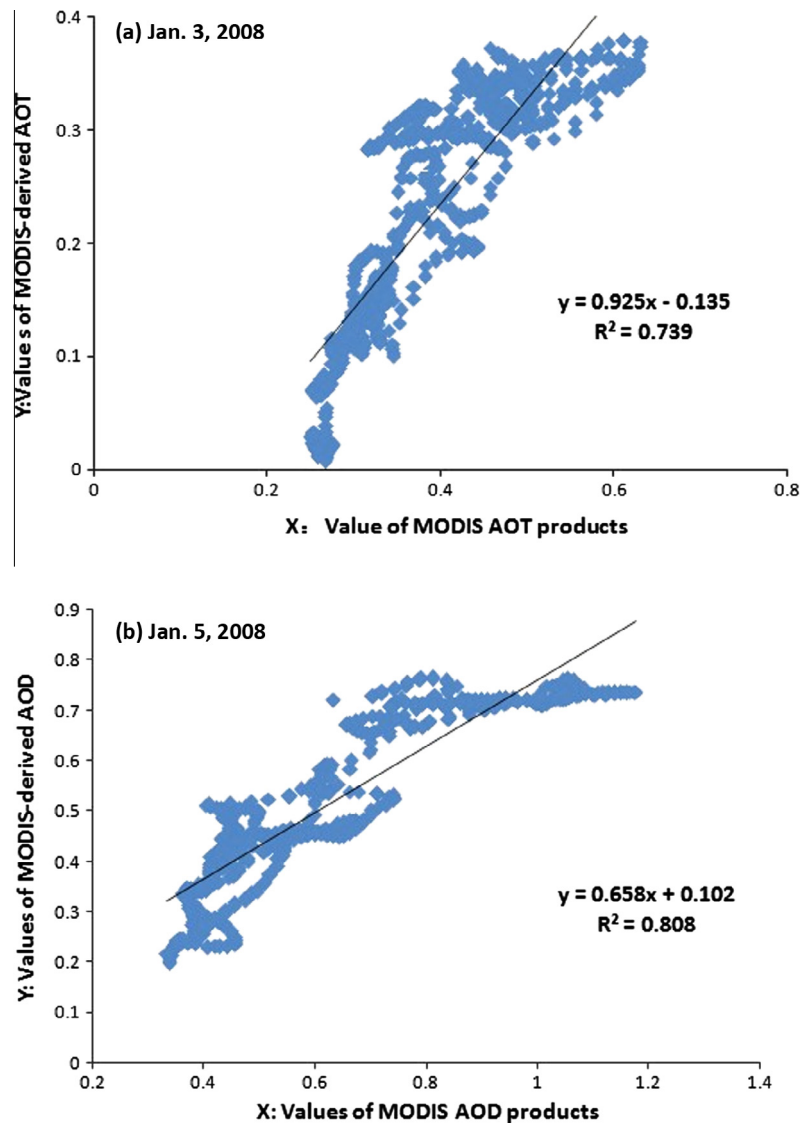 (a) Jan. 3, 2008
0.4
0.3
0.2
0.1
0
Y:Value s of MODIS-derived AOT
y = 0.925x - 0.135
R² = 0.739
0
0.2
0.4
0.6
0.8
X： Value of MODIS AOT products
(b) Jan. 5, 2008
0.9
0.8
0.7
0.6
0.5
0.4
0.3
0.2
0.1
0
Y: Values of MODIS-derived AOD
y = 0.658x + 0.102
R² = 0.808
0.2
0.4
0.6
0.8
1
1.2
1.4
X: Values of MODIS AOD products